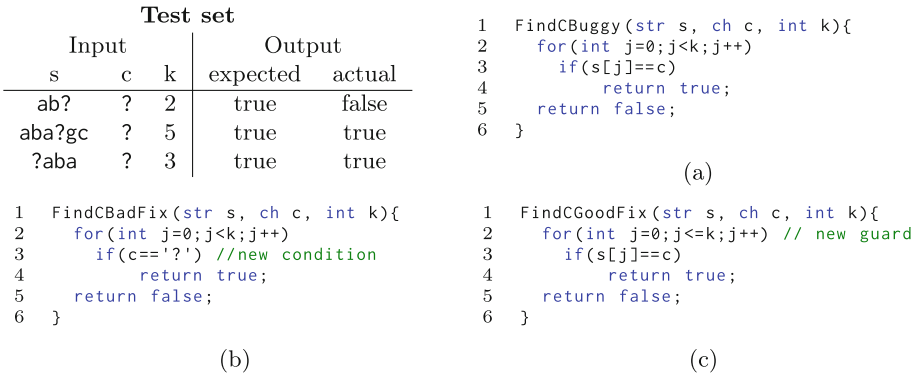 Test set
Input Output
s c k expected actual
ab? ? 2 true false
aba?gc ? 5 true true
?aba ? 3 true true
1 FindCBuggy(str s, ch c, int k){
2 for(int j=0;j<k;j++)
3 if(s[j]==c)
4 return true;
5 return false;
6 }
(a)
1 FindCBadFix(str s, ch c, int k){
2 for(int j=0;j<k;j++)
3 if(c=='?') //new condition
4 return true;
5 return false;
6 }
(b)
1 FindCGoodFix(str s, ch c, int k){
2 for(int j=0;j<=k;j++) // new guard
3 if(s[j]==c)
4 return true;
5 return false;
6 }
(c)